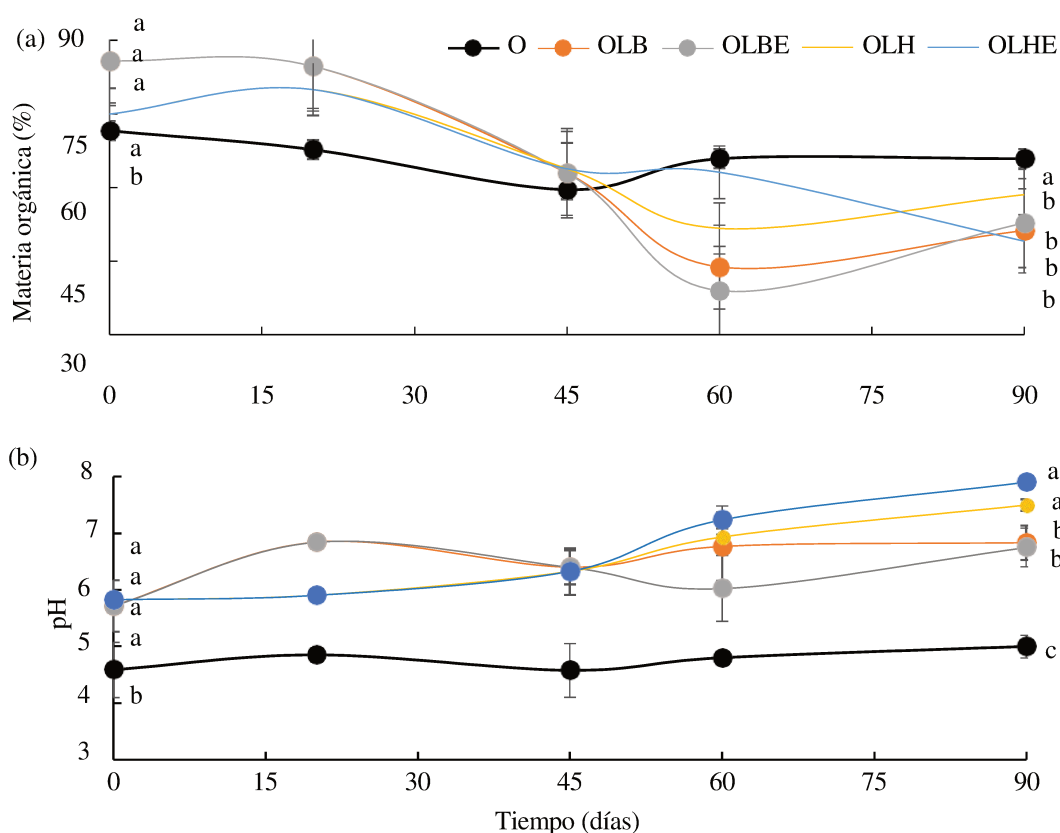 (a)
O OLB OLBE OLH OLHE
Materia orgánica (%)
90
75
60
45
30
a
a
a
a
b
a
b
b
b
b
0 15 30 45 60 75 90
(b)
pH
8
7
6
5
4
3
a
a
a
a
b
a
a
b
b
c
0 15 30 45 60 75 90
Tiempo (días)